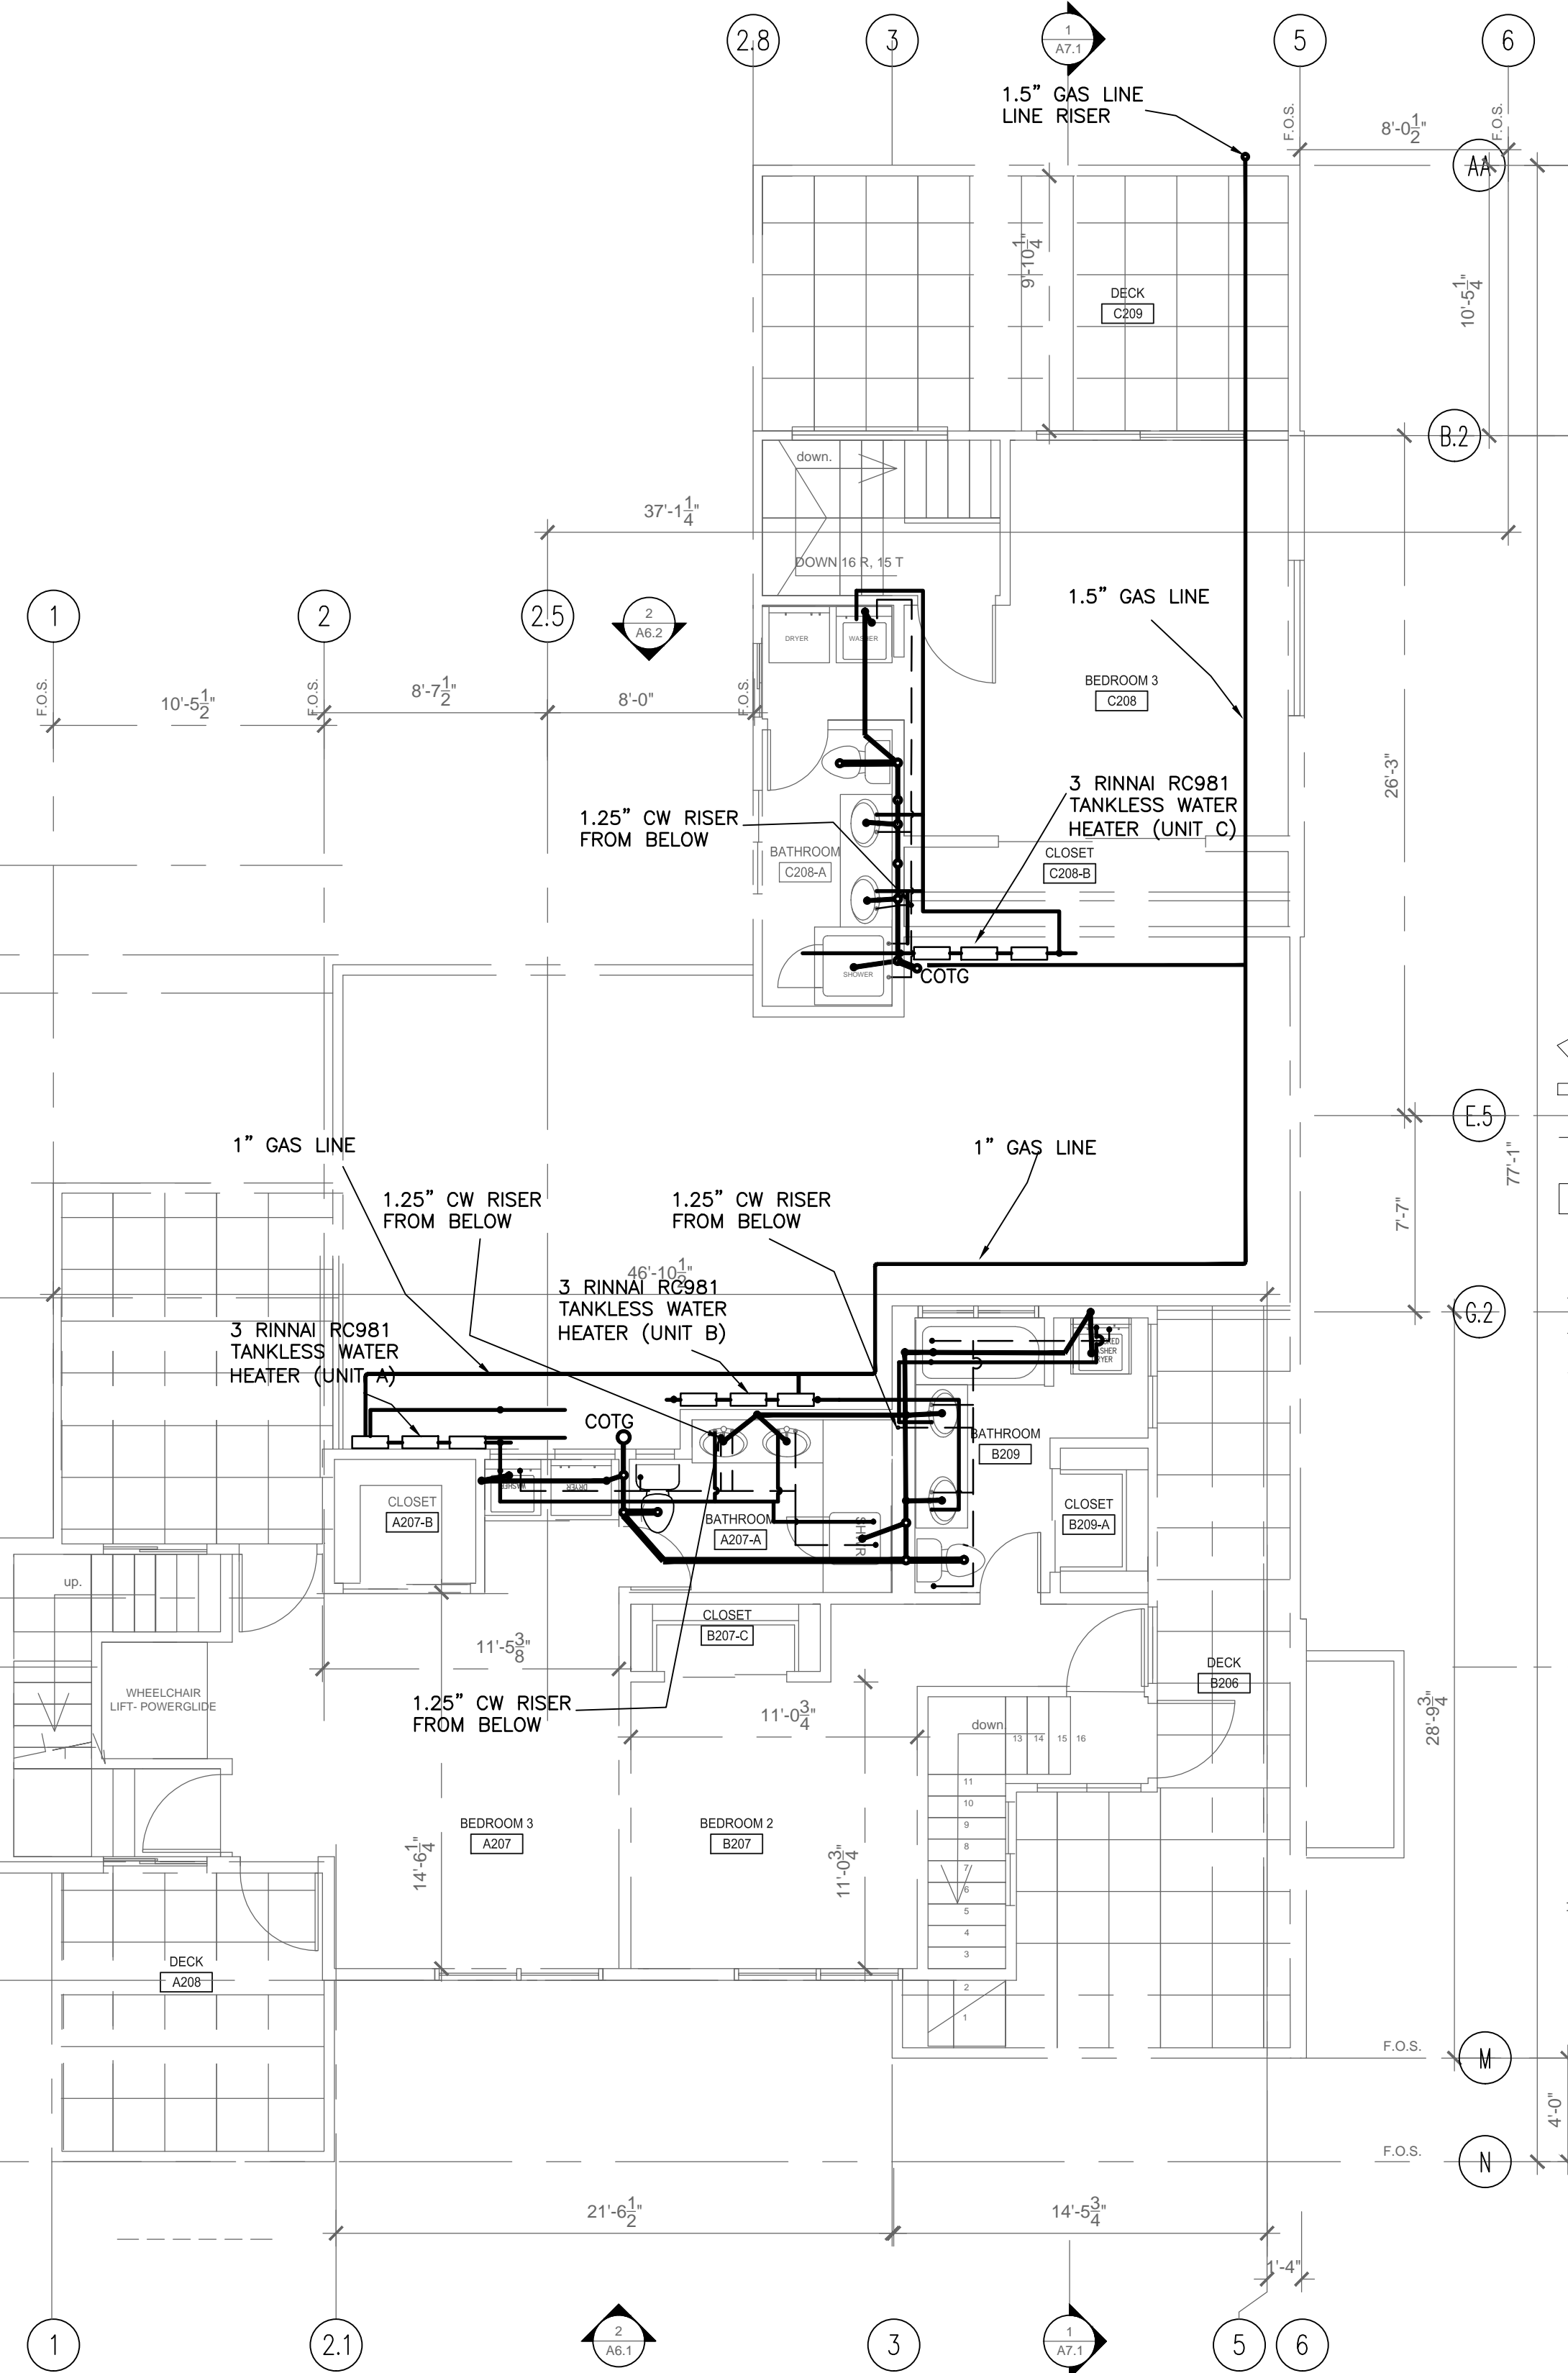 2.8
3
1
A7.1
5
6
1.5" GAS LINE
LINE RISER
F.O.S.
8'-0 1/2"
F.O.S.
AA
9'-10 1/4"
DECK
C209
10'-5 1/4"
B.2
down.
37'-1 1/4"
DOWN 16 R, 15 T
1
2
2.5
2
A6.2
1.5" GAS LINE
DRYER
WASHER
BEDROOM 3
C208
F.O.S.
10'-5 1/2"
F.O.S.
8'-7 1/2"
8'-0"
F.O.S.
26'-3"
3 RINNAI RC981
TANKLESS WATER
HEATER (UNIT C)
1.25" CW RISER
FROM BELOW
BATHROOM
C208-A
CLOSET
C208-B
SHOWER
COTG
E.5
77'-1"
1" GAS LINE
1" GAS LINE
1.25" CW RISER
FROM BELOW
1.25" CW RISER
FROM BELOW
7'-7"
46'-10 1/2"
3 RINNAI RC981
TANKLESS WATER
HEATER (UNIT B)
G.2
3 RINNAI RC981
TANKLESS WATER
HEATER (UNIT A)
WASHER
DRYER
COTG
BATHROOM
B209
WASHER
DRYER
CLOSET
A207-B
BATHROOM
A207-A
CLOSET
B209-A
up.
CLOSET
B207-C
11'-5 3/8"
DECK
B206
WHEELCHAIR
LIFT- POWERGLIDE
1.25" CW RISER
FROM BELOW
11'-0 3/4"
down.
13
14
15
16
28'-9 3/4"
11
10
9
8
7
6
5
4
3
2
1
BEDROOM 3
A207
BEDROOM 2
B207
14'-6 1/4"
11'-0 3/4"
DECK
A208
F.O.S.
M
4'-0"
F.O.S.
N
21'-6 1/2"
14'-5 3/4"
1'-4"
1
2.1
2
A6.1
3
1
A7.1
5
6